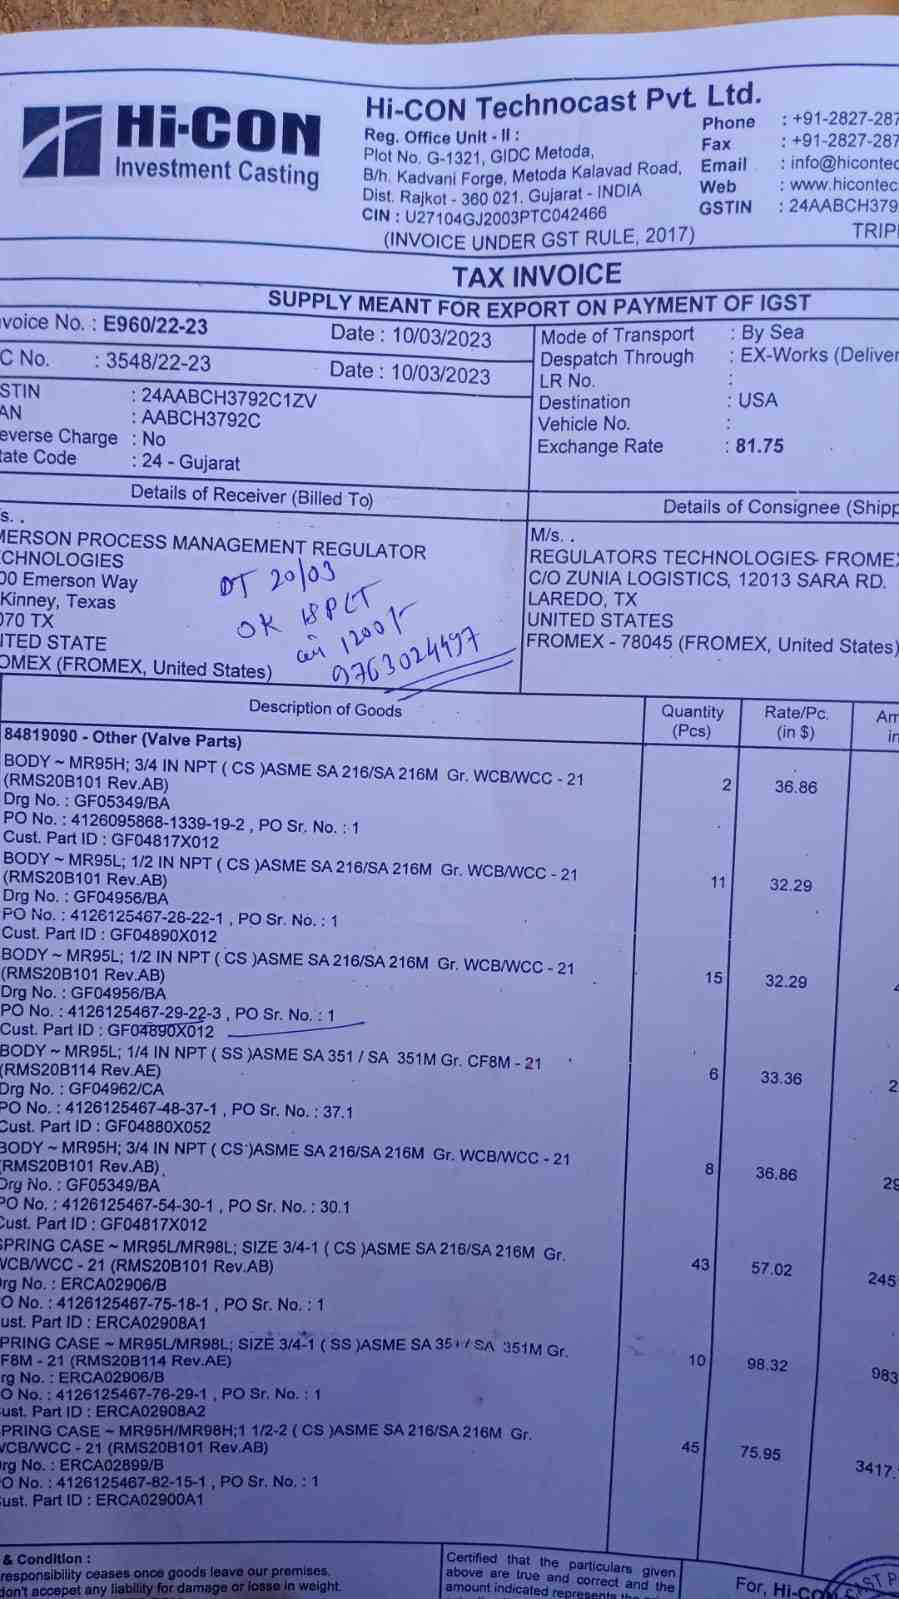 Hi-CON
Investment Casting
Hi-CON Technocast Pvt. Ltd.
Reg. Office Unit - II :
Plot No. G-1321, GIDC Metoda,
B/h. Kadvani Forge, Metoda Kalavad Road,
Dist. Rajkot - 360 021. Gujarat - INDIA
CIN : U27104GJ2003PTC042466
(INVOICE UNDER GST RULE, 2017)
Phone : +91-2827-287
Fax : +91-2827-287
Email : info@hicontec
Web : www.hicontec
GSTIN : 24AABCH379
TRIP
TAX INVOICE
SUPPLY MEANT FOR EXPORT ON PAYMENT OF IGST
nvoice No. : E960/22-23 Date : 10/03/2023
C No. : 3548/22-23 Date : 10/03/2023
STIN : 24AABCH3792C1ZV
AN : AABCH3792C
everse Charge : No
tate Code : 24 - Gujarat
Mode of Transport : By Sea
Despatch Through : EX-Works (Deliver
LR No. :
Destination : USA
Vehicle No. :
Exchange Rate : 81.75
Details of Receiver (Billed To)
s. .
MERSON PROCESS MANAGEMENT REGULATOR
CHNOLOGIES
00 Emerson Way
Kinney, Texas
070 TX
ITED STATE
OMEX (FROMEX, United States)
DT 20/03
OK 18 PLT
1200/-
9763024497
Details of Consignee (Shipp
M/s. .
REGULATORS TECHNOLOGIES- FROMEX
C/O ZUNIA LOGISTICS, 12013 SARA RD.
LAREDO, TX
UNITED STATES
FROMEX - 78045 (FROMEX, United States)
Description of Goods
Quantity
(Pcs)
Rate/Pc.
(in $)
Am
in
84819090 - Other (Valve Parts)
BODY ~ MR95H; 3/4 IN NPT ( CS )ASME SA 216/SA 216M Gr. WCB/WCC - 21 2 36.86
(RMS20B101 Rev.AB)
Drg No. : GF05349/BA
PO No. : 4126095868-1339-19-2 , PO Sr. No. : 1
Cust. Part ID : GF04817X012
BODY ~ MR95L; 1/2 IN NPT ( CS )ASME SA 216/SA 216M Gr. WCB/WCC - 21 11 32.29
(RMS20B101 Rev.AB)
Drg No. : GF04956/BA
PO No. : 4126125467-26-22-1 , PO Sr. No. : 1
Cust. Part ID : GF04890X012
BODY ~ MR95L; 1/2 IN NPT ( CS )ASME SA 216/SA 216M Gr. WCB/WCC - 21 15 32.29 4
(RMS20B101 Rev.AB)
Drg No. : GF04956/BA
PO No. : 4126125467-29-22-3 , PO Sr. No. : 1
Cust. Part ID : GF04890X012
BODY ~ MR95L; 1/4 IN NPT ( SS )ASME SA 351 / SA 351M Gr. CF8M - 21 6 33.36 2
(RMS20B114 Rev.AE)
Drg No. : GF04962/CA
PO No. : 4126125467-48-37-1 , PO Sr. No. : 37.1
Cust. Part ID : GF04880X052
BODY ~ MR95H; 3/4 IN NPT ( CS )ASME SA 216/SA 216M Gr. WCB/WCC - 21 8 36.86 29
(RMS20B101 Rev.AB)
Drg No. : GF05349/BA
PO No. : 4126125467-54-30-1 , PO Sr. No. : 30.1
Cust. Part ID : GF04817X012
SPRING CASE ~ MR95L/MR98L; SIZE 3/4-1 ( CS )ASME SA 216/SA 216M Gr. 43 57.02 245
WCB/WCC - 21 (RMS20B101 Rev.AB)
rg No. : ERCA02906/B
O No. : 4126125467-75-18-1 , PO Sr. No. : 1
ust. Part ID : ERCA02908A1
PRING CASE ~ MR95L/MR98L; SIZE 3/4-1 ( SS )ASME SA 351 / SA 351M Gr. 10 98.32 983
F8M - 21 (RMS20B114 Rev.AE)
rg No. : ERCA02906/B
O No. : 4126125467-76-29-1 , PO Sr. No. : 1
ust. Part ID : ERCA02908A2
PRING CASE ~ MR95H/MR98H;1 1/2-2 ( CS )ASME SA 216/SA 216M Gr. 45 75.95 3417.
WCB/WCC - 21 (RMS20B101 Rev.AB)
rg No. : ERCA02899/B
O No. : 4126125467-82-15-1 , PO Sr. No. : 1
Cust. Part ID : ERCA02900A1
& Condition :
responsibility ceases once goods leave our premises.
don't accepet any liability for damage or losse in weight.
Certified that the particulars given
above are true and correct and the
amount indicated represents the
For, Hi-CO